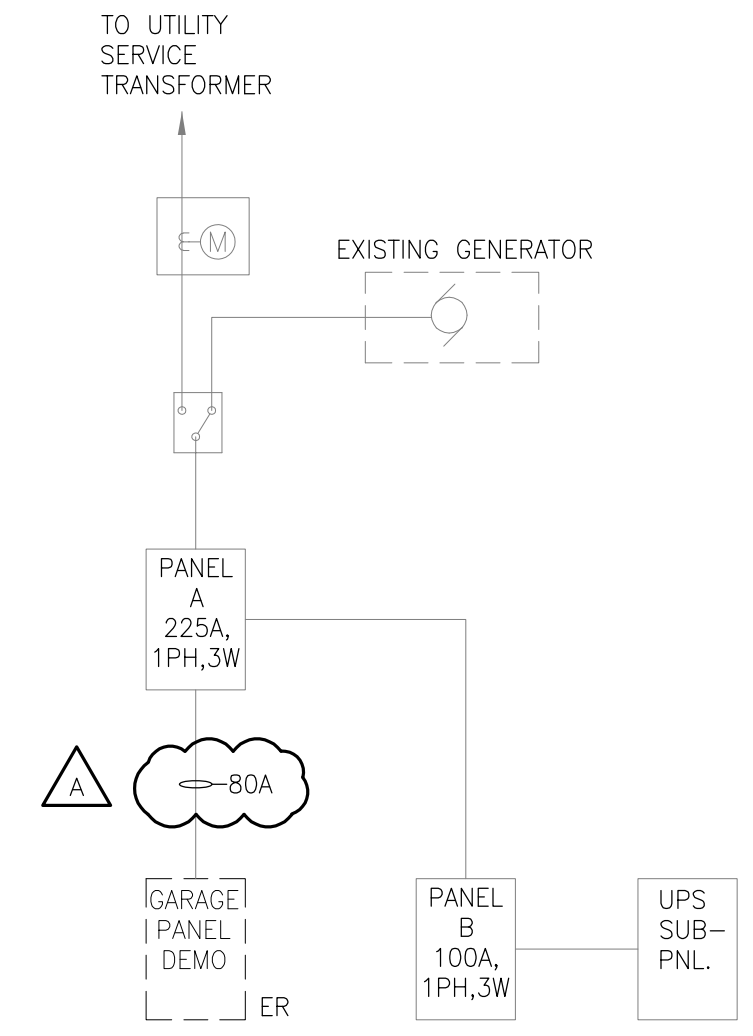 TO UTILITY
SERVICE
TRANSFORMER
M
EXISTING GENERATOR
PANEL
A
225A,
1PH,3W
A
80A
GARAGE
PANEL
DEMO
ER
PANEL
B
100A,
1PH,3W
UPS
SUB-
PNL.